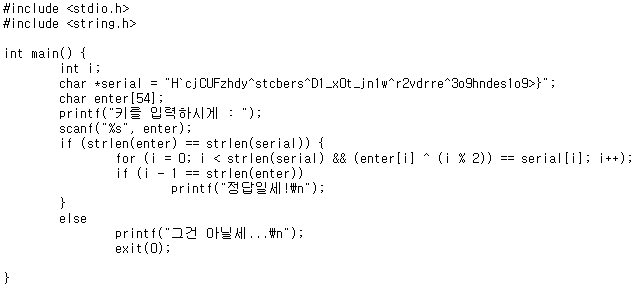 #include <stdio.h>
#include <string.h>
int main() {
int i;
char *serial = "H`cjCUFzhdy^stcbers^D1_x0t_jn1w^r2vdrre^3o9hndes1o9>}";
char enter[54];
printf("키를 입력하시게 : ");
scanf("%s", enter);
if (strlen(enter) == strlen(serial)) {
for (i = 0; i < strlen(serial) && (enter[i] ^ (i % 2)) == serial[i]; i++);
if (i - 1 == strlen(enter))
printf("정답일세!₩n");
}
else
printf("그건 아닐세...₩n");
exit(0);
}